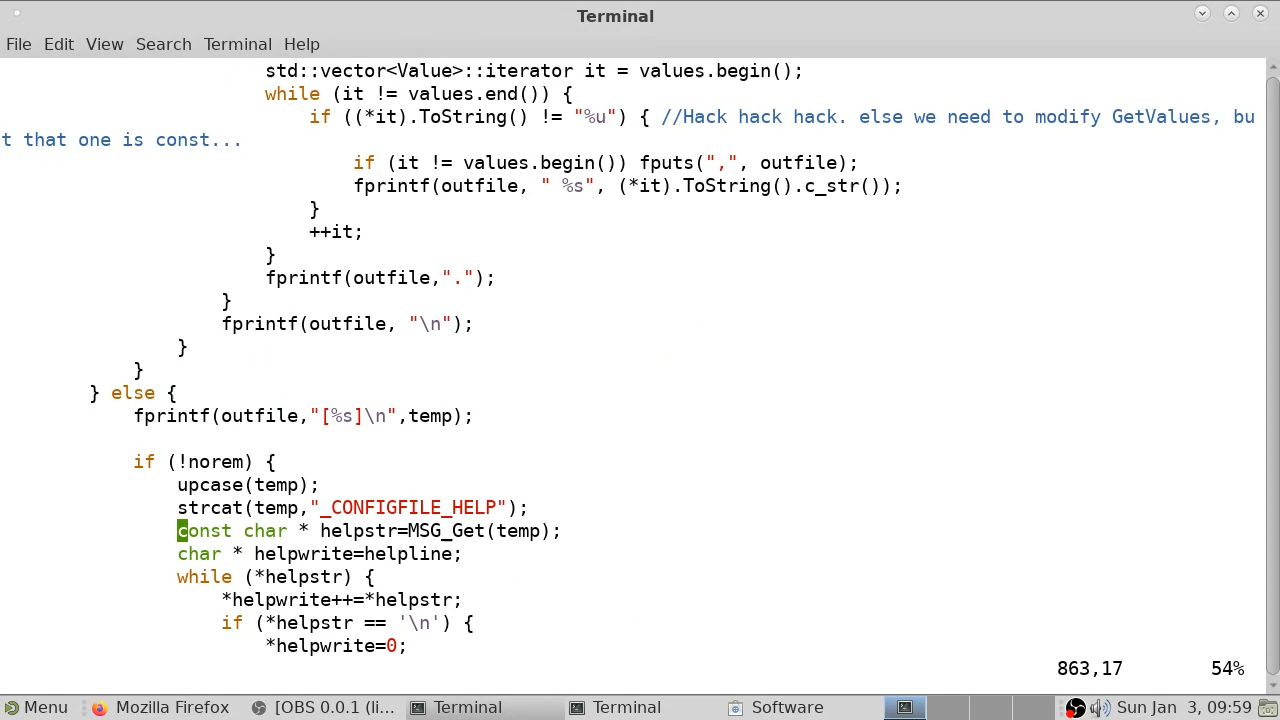 Terminal
File Edit View Search Terminal Help
std::vector<Value>::iterator it = values.begin();
while (it != values.end()) {
if ((*it).ToString() != "%u") { //Hack hack hack. else we need to modify GetValues, bu
t that one is const...
if (it != values.begin()) fputs(",", outfile);
fprintf(outfile, " %s", (*it).ToString().c_str());
}
++it;
}
fprintf(outfile,".");
}
fprintf(outfile, "\n");
}
}
} else {
fprintf(outfile,"[%s]\n",temp);
if (!norem) {
upcase(temp);
strcat(temp,"_CONFIGFILE_HELP");
const char * helpstr=MSG_Get(temp);
char * helpwrite=helpline;
while (*helpstr) {
*helpwrite++=*helpstr;
if (*helpstr == '\n') {
*helpwrite=0;
863,17 54%
Menu Mozilla Firefox [OBS 0.0.1 (li... Terminal Terminal Software Sun Jan 3, 09:59